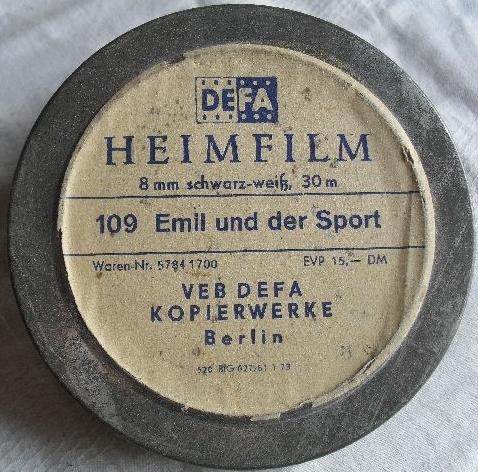 DEFA
HEIMFILM
8 mm schwarz-weiß, 30 m
109 Emil und der Sport
Waren-Nr. 5784 1700 EVP 15,— DM
VEB DEFA
KOPIERWERKE
Berlin